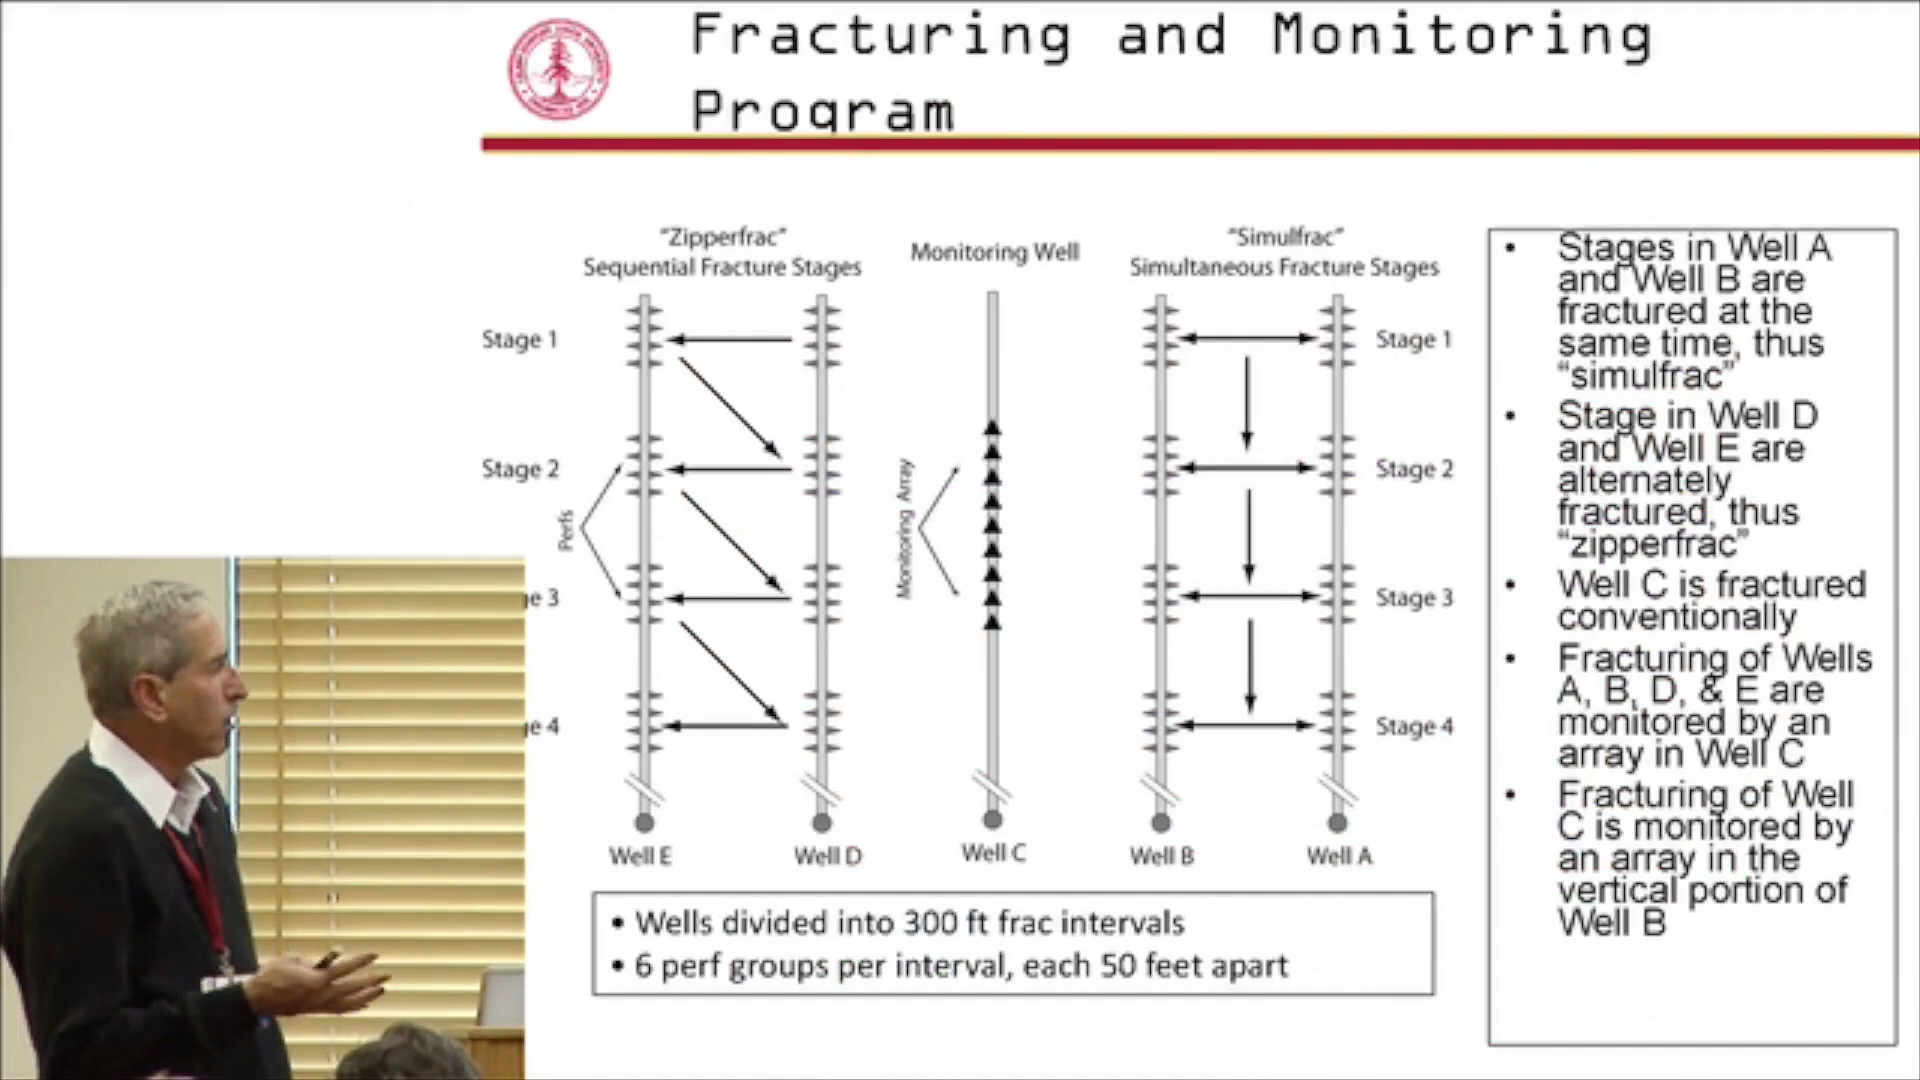 Fracturing and Monitoring
Program
"Zipperfrac"
Sequential Fracture Stages
Monitoring Well
"Simulfrac"
Simultaneous Fracture Stages
Stage 1
Stage 1
Stage 2
Stage 2
Perfs
Monitoring Array
e 3
Stage 3
e 4
Stage 4
Well E
Well D
Well C
Well B
Well A
• Wells divided into 300 ft frac intervals
• 6 perf groups per interval, each 50 feet apart
• Stages in Well A
and Well B are
fractured at the
same time, thus
"simulfrac"
• Stage in Well D
and Well E are
alternately
fractured, thus
"zipperfrac"
• Well C is fractured
conventionally
• Fracturing of Wells
A, B, D, & E are
monitored by an
array in Well C
• Fracturing of Well
C is monitored by
an array in the
vertical portion of
Well B